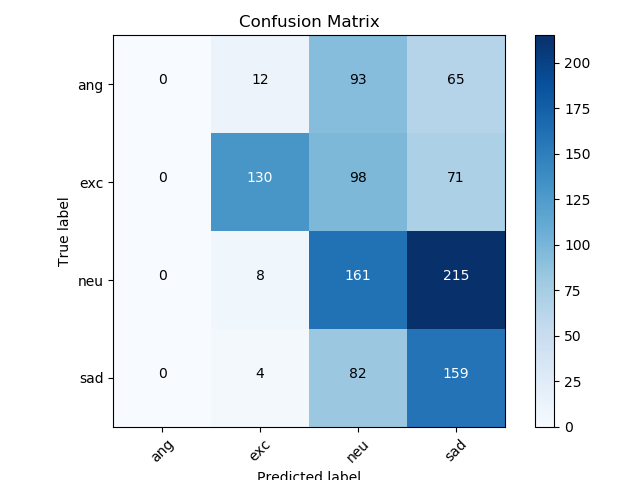 Confusion Matrix
ang 0 12 93 65
exc 0 130 98 71
neu 0 8 161 215
sad 0 4 82 159
ang exc neu sad
True label
Predicted label
200
175
150
125
100
75
50
25
0